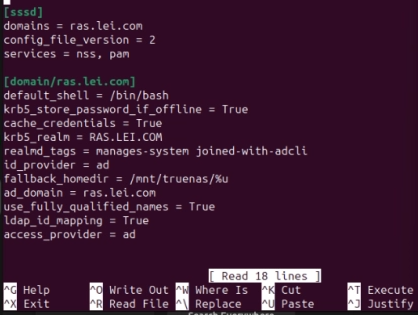 [sssd]
domains = ras.lei.com
config_file_version = 2
services = nss, pam
[domain/ras.lei.com]
default_shell = /bin/bash
krb5_store_password_if_offline = True
cache_credentials = True
krb5_realm = RAS.LEI.COM
realmd_tags = manages-system joined-with-adcli
id_provider = ad
fallback_homedir = /mnt/truenas/%u
ad_domain = ras.lei.com
use_fully_qualified_names = True
ldap_id_mapping = True
access_provider = ad
[ Read 18 lines ]
^G Help ^O Write Out ^W Where Is ^K Cut ^T Execute
^X Exit ^R Read File ^\ Replace ^U Paste ^J Justify
Search Everywhere